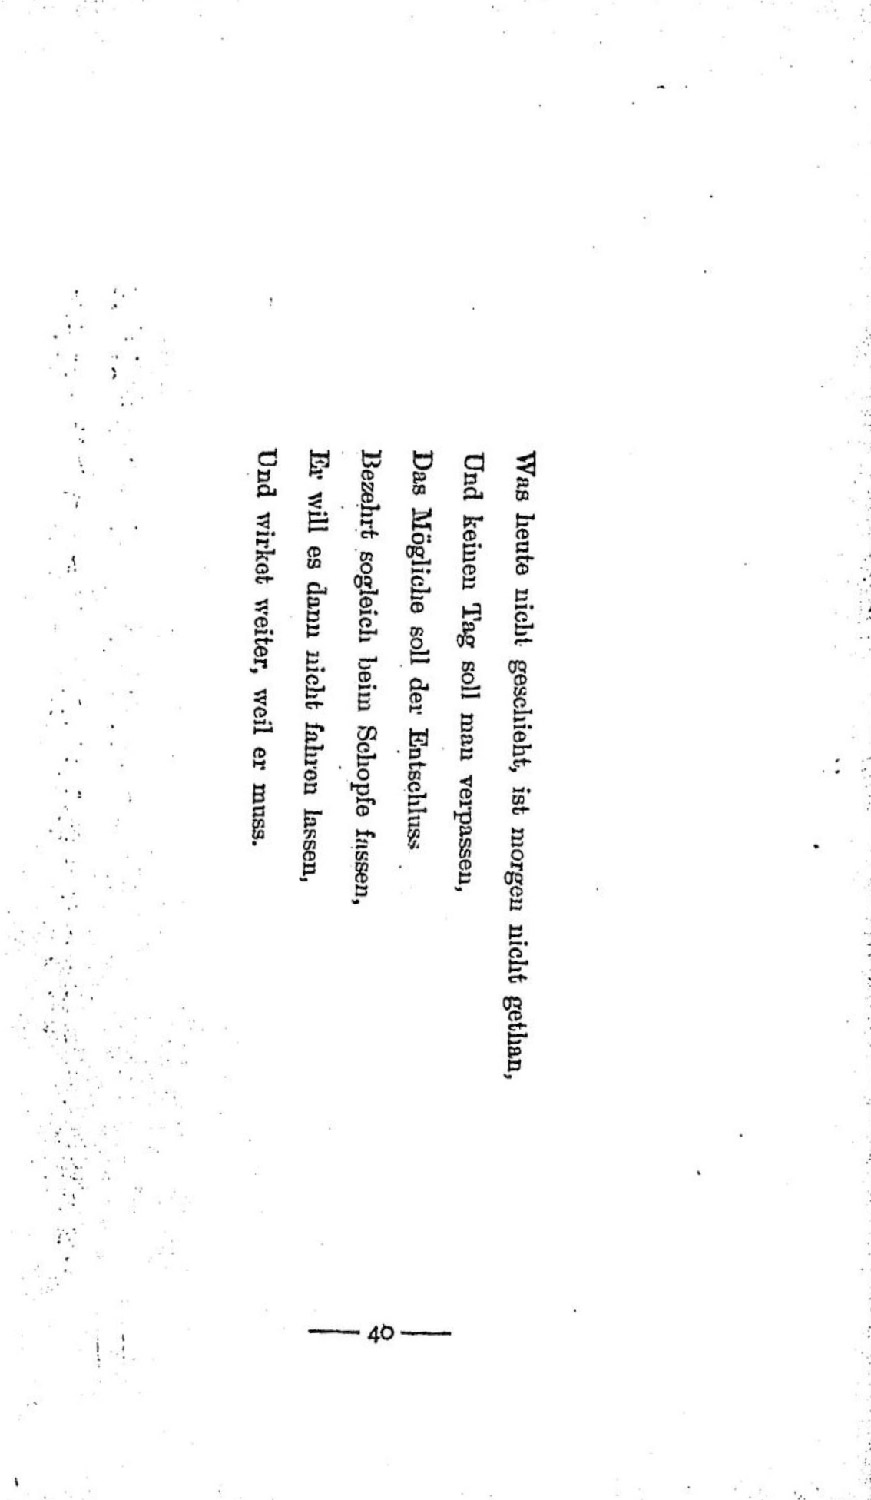 Was heute nicht geschieht, ist morgen nicht gethan,
Und keinen Tag soll man verpassen,
Das Mögliche soll der Entschluss
Bezehrt sogleich beim Schopfe fassen,
Er will es dann nicht fahren lassen,
Und wirket weiter, weil er muss.
— 40 —